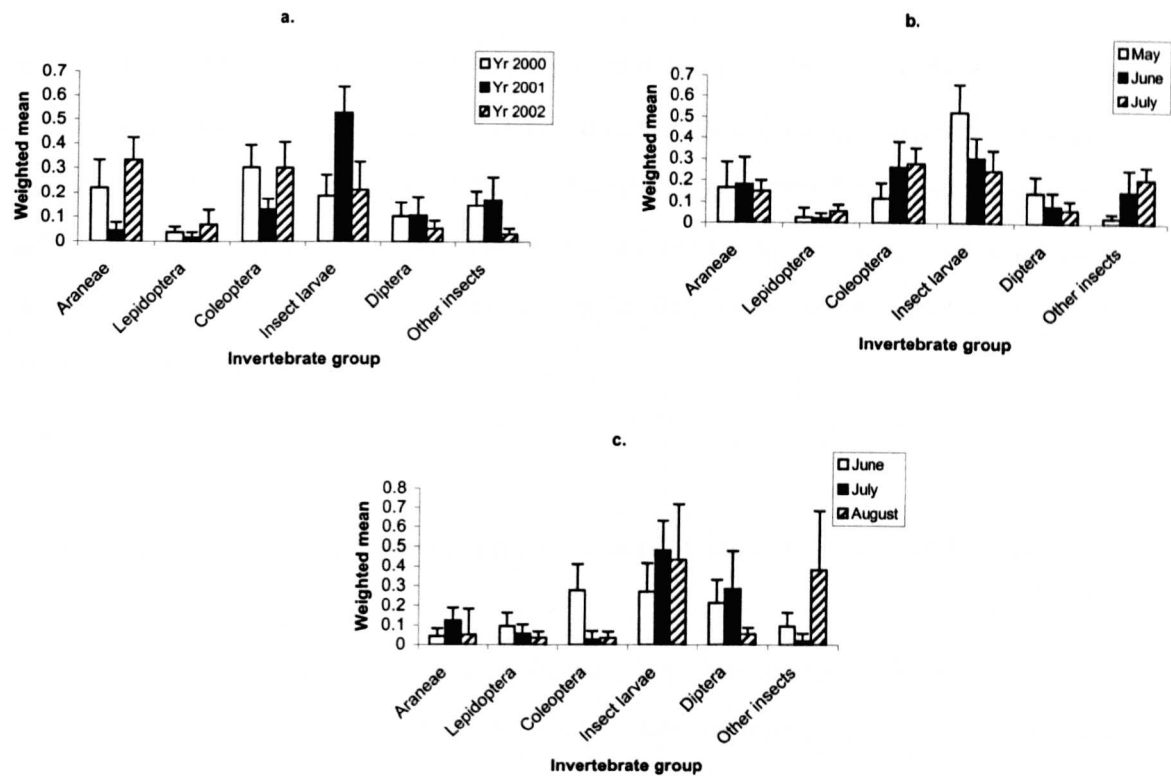 a.
Weighted mean
0.7
0.6
0.5
0.4
0.3
0.2
0.1
0
Yr 2000
Yr 2001
Yr 2002
Araneae
Lepidoptera
Coleoptera
Insect larvae
Diptera
Other insects
Invertebrate group
b.
Weighted mean
0.7
0.6
0.5
0.4
0.3
0.2
0.1
0
May
June
July
Araneae
Lepidoptera
Coleoptera
Insect larvae
Diptera
Other insects
Invertebrate group
c.
Weighted mean
0.8
0.7
0.6
0.5
0.4
0.3
0.2
0.1
0
June
July
August
Araneae
Lepidoptera
Coleoptera
Insect larvae
Diptera
Other insects
Invertebrate group